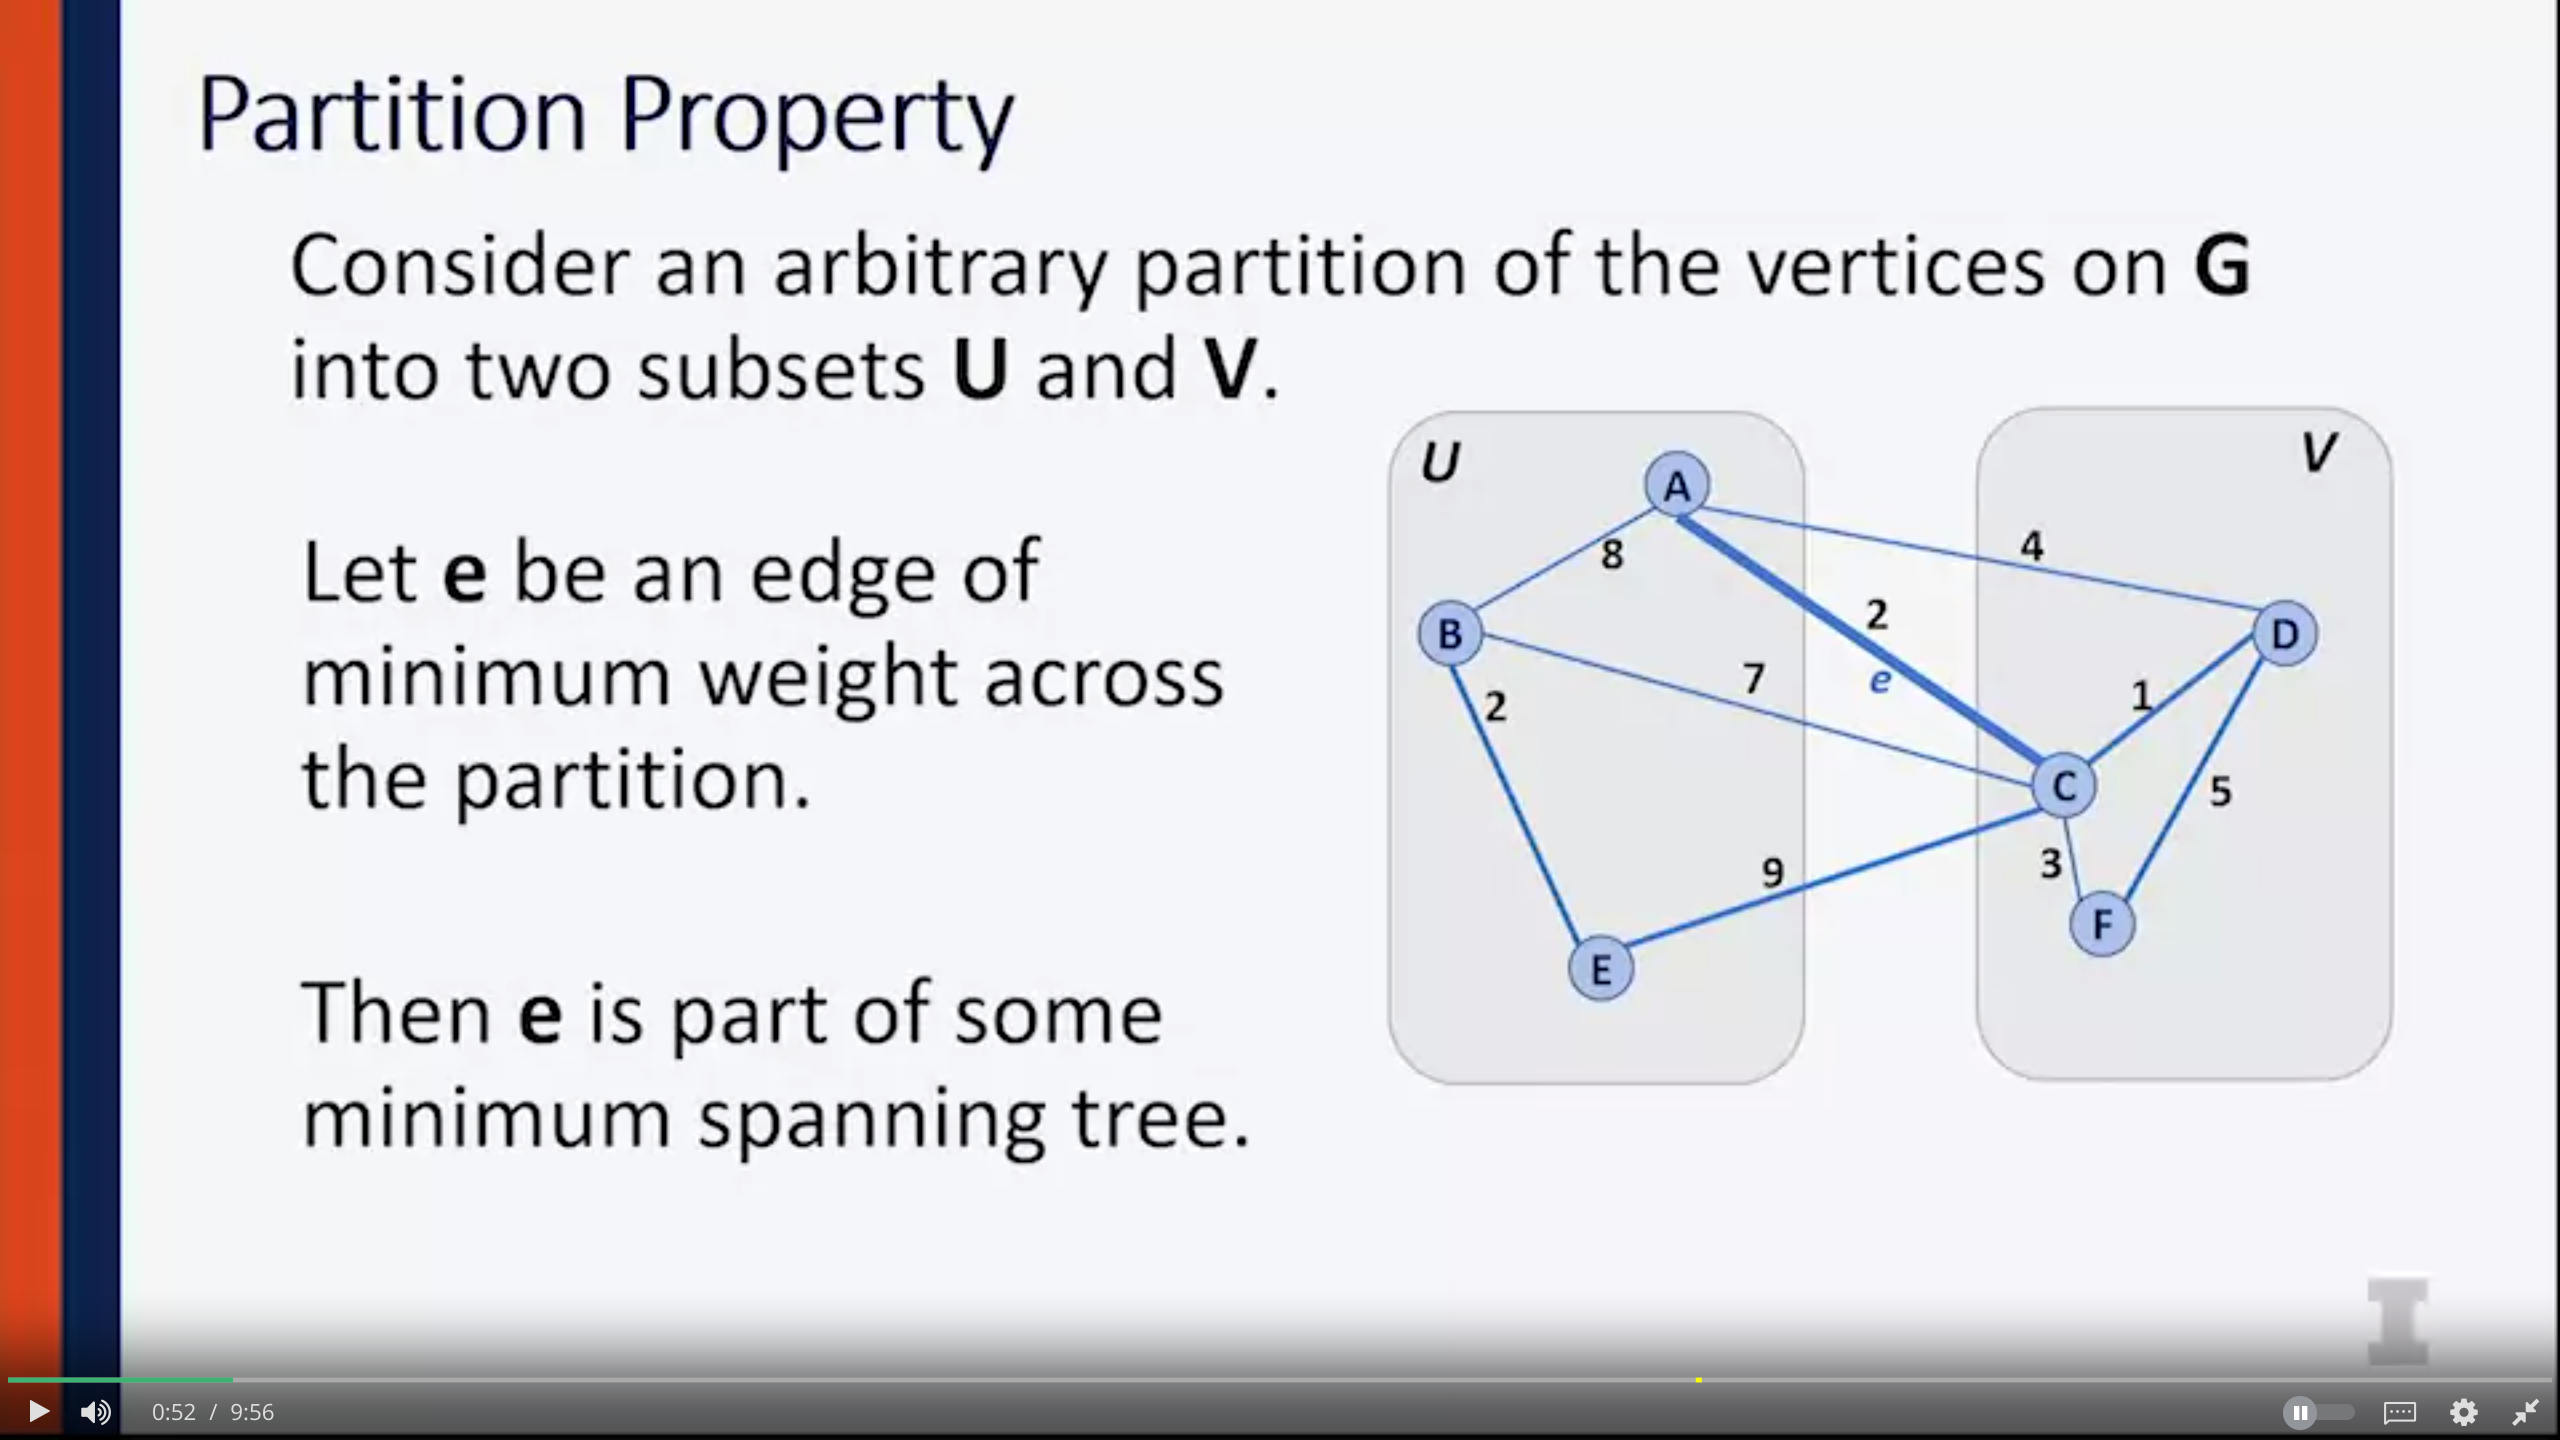 Partition Property
Consider an arbitrary partition of the vertices on G
into two subsets U and V.
Let e be an edge of
minimum weight across
the partition.
Then e is part of some
minimum spanning tree.
U
V
A
8
4
2
B
D
7
e
2
1
C
5
9
3
F
E
I
0:52 / 9:56